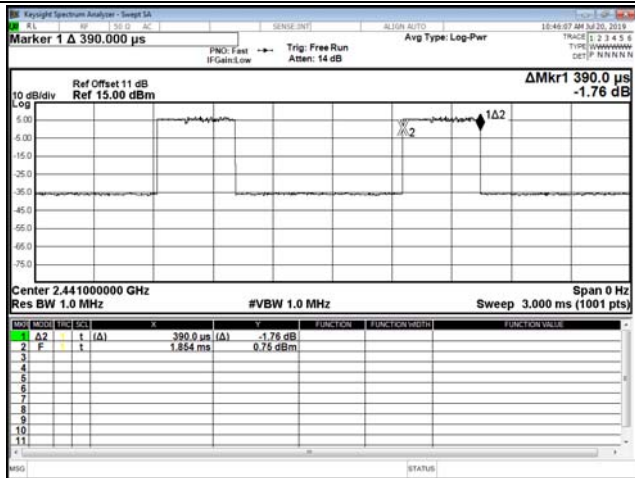 Keysight Spectrum Analyzer - Swept SA
RL RF 50 Ω AC SENSE:INT ALIGN AUTO 10:46:07 AM Jul 20, 2019
Marker 1 Δ 390.000 μs
PNO: Fast
IFGain:Low
Trig: Free Run
Atten: 14 dB
Avg Type: Log-Pwr
TRACE 1 2 3 4 5 6
TYPE WWWWWW
DET P N N N N N
ΔMkr1 390.0 μs
-1.76 dB
Ref Offset 11 dB
10 dB/div Ref 15.00 dBm
Log
5.00
-5.00
-15.0
-25.0
-35.0
-45.0
-55.0
-65.0
-75.0
1Δ2
2
Center 2.441000000 GHz Span 0 Hz
Res BW 1.0 MHz #VBW 1.0 MHz Sweep 3.000 ms (1001 pts)
MKR MODE TRC SCL X Y FUNCTION FUNCTION WIDTH FUNCTION VALUE
1 Δ2 1 t (Δ) 390.0 μs (Δ) -1.76 dB
2 F 1 t 1.854 ms 0.75 dBm
3
4
5
6
7
8
9
10
11
MSG STATUS